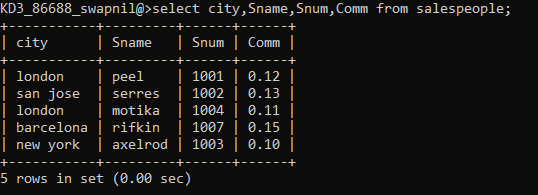 KD3_86688_swapnil@>select city,Sname,Snum,Comm from salespeople;
+-----------+---------+------+------+
| city      | Sname   | Snum | Comm |
+-----------+---------+------+------+
| london    | peel    | 1001 | 0.12 |
| san jose  | serres  | 1002 | 0.13 |
| london    | motika  | 1004 | 0.11 |
| barcelona | rifkin  | 1007 | 0.15 |
| new york  | axelrod | 1003 | 0.10 |
+-----------+---------+------+------+
5 rows in set (0.00 sec)